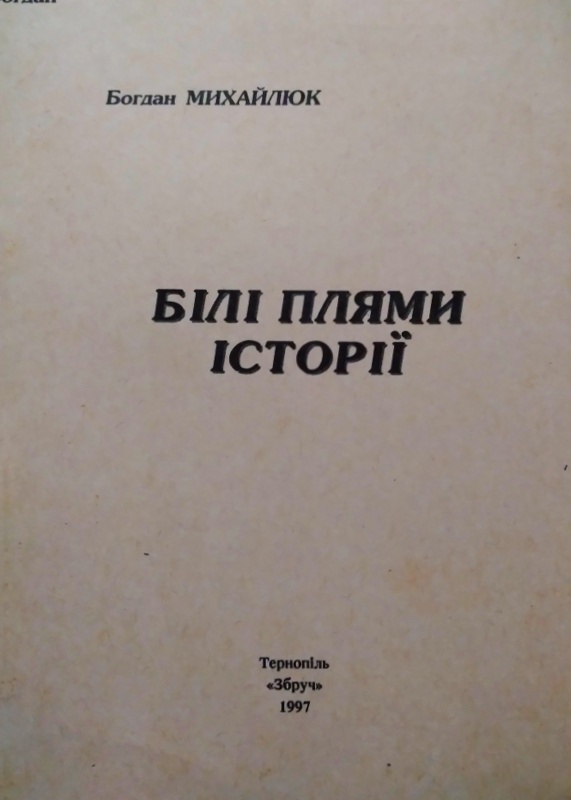 Богдан МИХАЙЛЮК
БІЛІ ПЛЯМИ
ІСТОРІЇ
Тернопіль
«Збруч»
1997